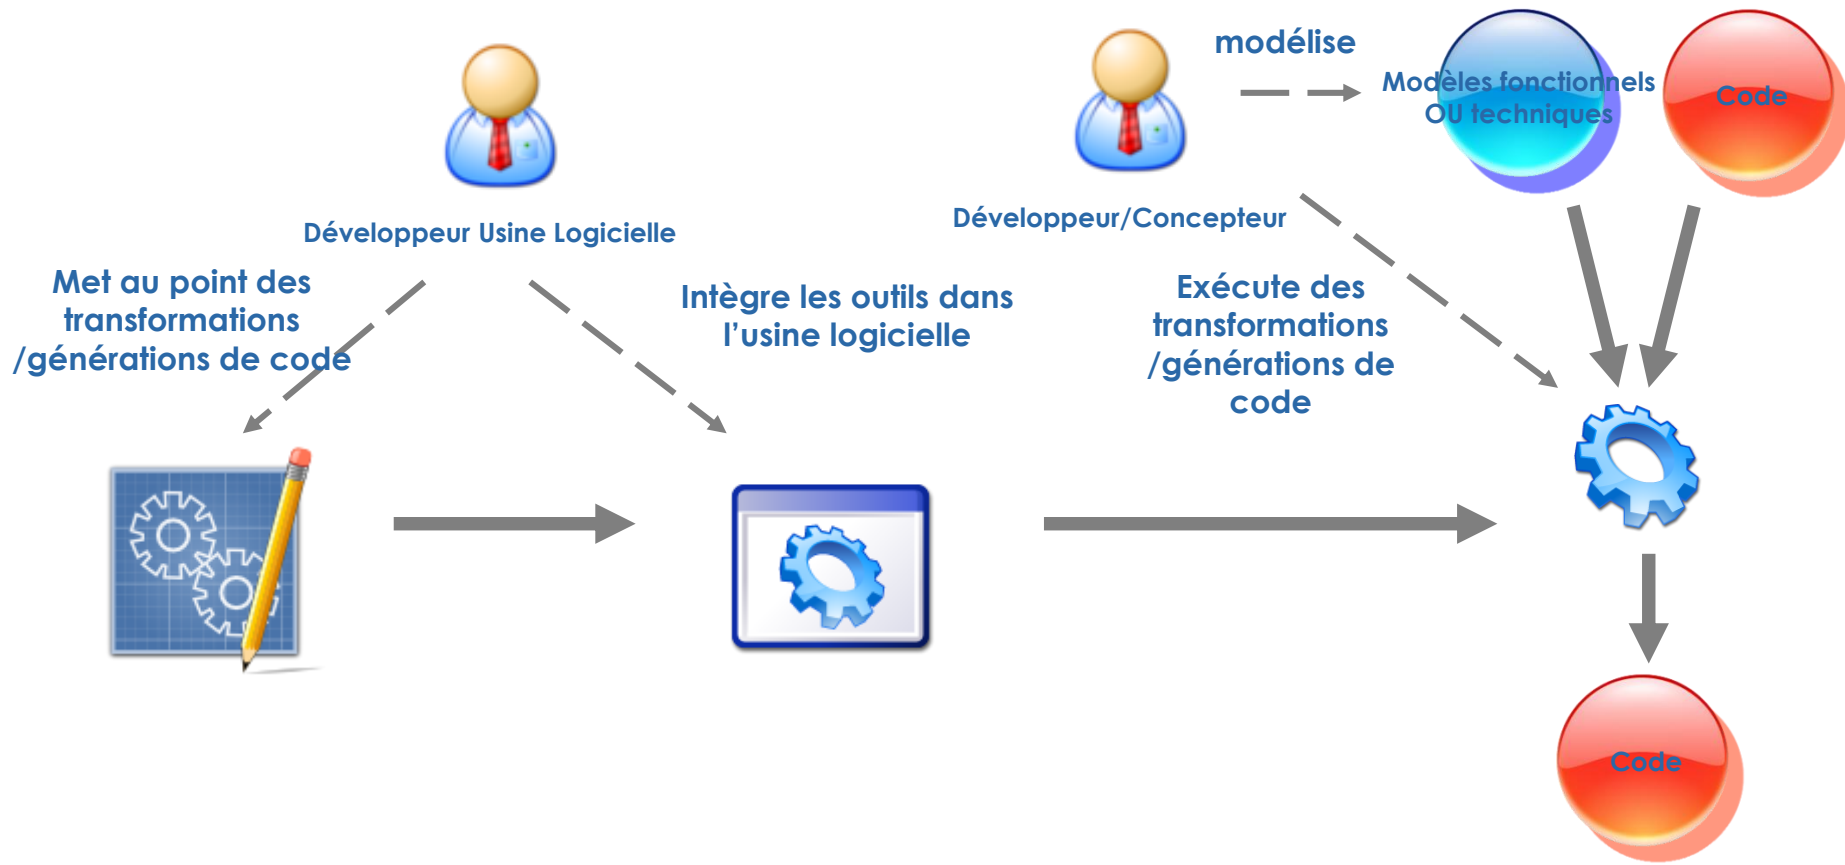 modélise
Modèles fonctionnels
OU techniques
Code
Développeur Usine Logicielle
Développeur/Concepteur
Met au point des
transformations
/générations de code
Intègre les outils dans
l’usine logicielle
Exécute des
transformations
/générations de
code
Code